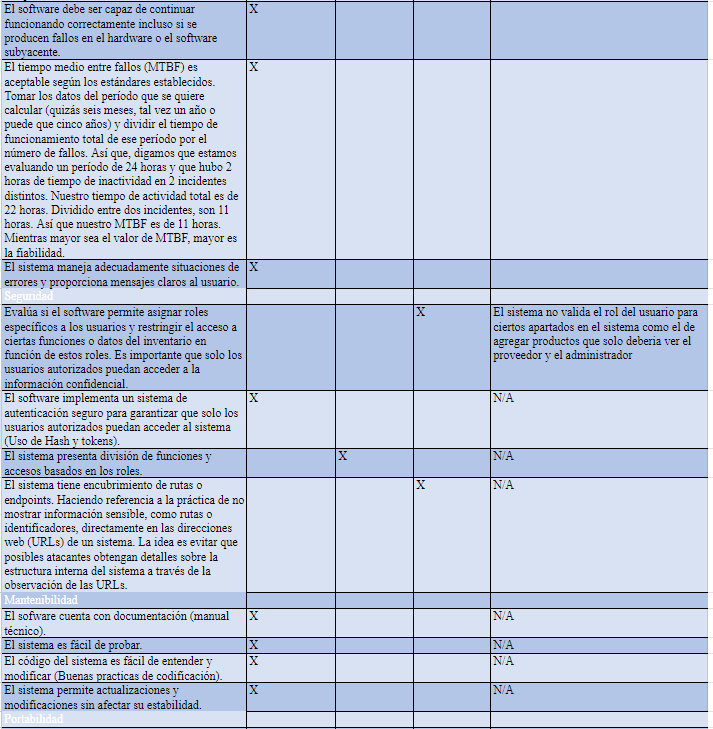 El software debe ser capaz de continuar X
funcionando correctamente incluso si se
producen fallos en el hardware o el software
subyacente.
El tiempo medio entre fallos (MTBF) es X
aceptable según los estándares establecidos.
Tomar los datos del período que se quiere
calcular (quizás seis meses, tal vez un año o
puede que cinco años) y dividir el tiempo de
funcionamiento total de ese período por el
número de fallos. Así que, digamos que estamos
evaluando un período de 24 horas y que hubo 2
horas de tiempo de inactividad en 2 incidentes
distintos. Nuestro tiempo de actividad total es de
22 horas. Dividido entre dos incidentes, son 11
horas. Así que nuestro MTBF es de 11 horas.
Mientras mayor sea el valor de MTBF, mayor es
la fiabilidad.
El sistema maneja adecuadamente situaciones de X
errores y proporciona mensajes claros al usuario.
Seguridad
Evalúa si el software permite asignar roles X El sistema no valida el rol del usuario para
específicos a los usuarios y restringir el acceso a ciertos apartados en el sistema como el de
ciertas funciones o datos del inventario en agregar productos que solo deberia ver el
función de estos roles. Es importante que solo los proveedor y el administrador
usuarios autorizados puedan acceder a la
información confidencial.
El software implementa un sistema de X N/A
autenticación seguro para garantizar que solo los
usuarios autorizados puedan acceder al sistema
(Uso de Hash y tokens).
El sistema presenta división de funciones y X N/A
accesos basados en los roles.
El sistema tiene encubrimiento de rutas o X N/A
endpoints. Haciendo referencia a la práctica de no
mostrar información sensible, como rutas o
identificadores, directamente en las direcciones
web (URLs) de un sistema. La idea es evitar que
posibles atacantes obtengan detalles sobre la
estructura interna del sistema a través de la
observación de las URLs.
Mantenibilidad
El sofware cuenta con documentación (manual X N/A
técnico).
El sistema es fácil de probar. X N/A
El código del sistema es fácil de entender y X N/A
modificar (Buenas practicas de codificación).
El sistema permite actualizaciones y X N/A
modificaciones sin afectar su estabilidad.
Portabilidad